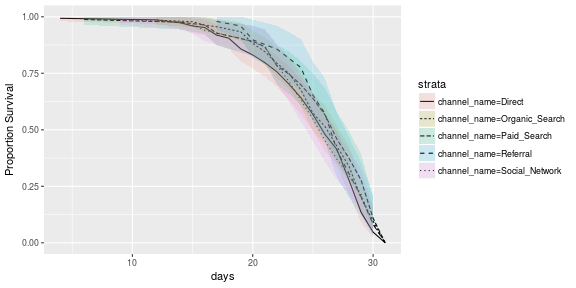 1.00
0.75
0.50
0.25
0.00
Proportion Survival
10
20
30
days
strata
channel_name=Direct
channel_name=Organic_Search
channel_name=Paid_Search
channel_name=Referral
channel_name=Social_Network